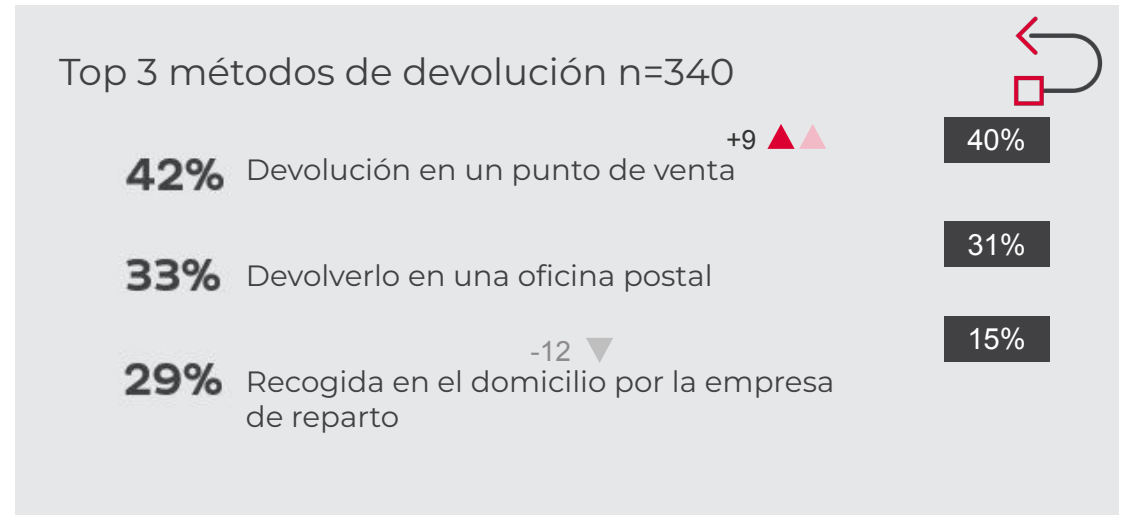 Top 3 métodos de devolución n=340
+9
40%
42% Devolución en un punto de venta
31%
33% Devolverlo en una oficina postal
15%
-12
29% Recogida en el domicilio por la empresa
de reparto